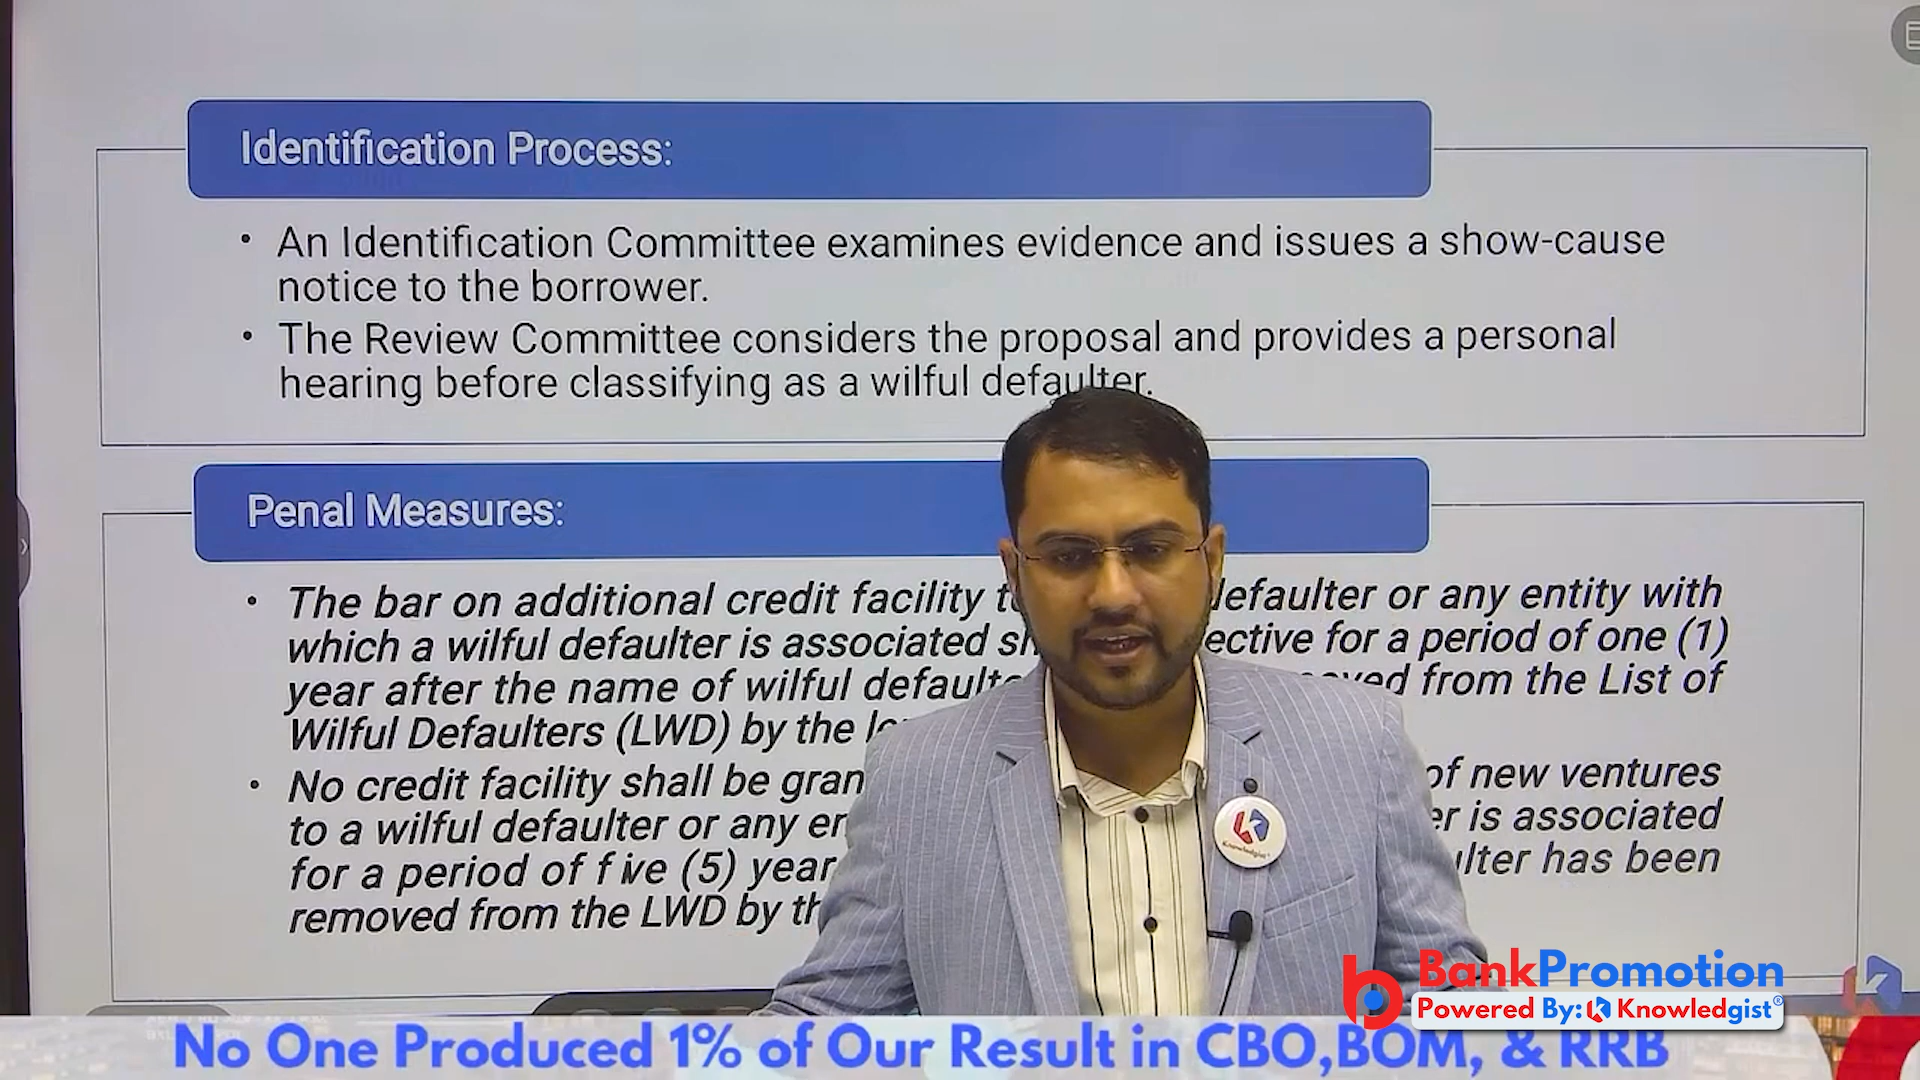 Identification Process:
• An Identification Committee examines evidence and issues a show-cause
notice to the borrower.
• The Review Committee considers the proposal and provides a personal
hearing before classifying as a wilful defaulter.
Penal Measures:
• The bar on additional credit facility defaulter or any entity with
which a wilful defaulter is associated for a period of one (1)
year after the name of wilful from the List of
Wilful Defaulters (LWD) by the
• No credit facility shall be of new ventures
to a wilful defaulter or any is associated
for a period of five (5) has been
removed from the LWD by
Knowledgist
BankPromotion
Powered By: Knowledgist®
No One Produced 1% of Our Result in CBO,BOM, & RRB